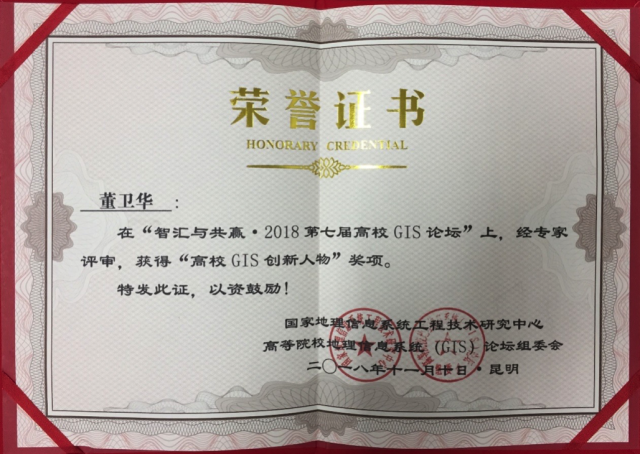 荣誉证书
HONORARY CREDENTIAL
董卫华：
在“智汇与共赢·2018第七届高校GIS论坛”上，经专家
评审，获得“高校GIS创新人物”奖项。
特发此证，以资鼓励！
国家地理信息系统工程技术研究中心
高等院校地理信息系统（GIS）论坛组委会
二〇一八年十一月十日·昆明